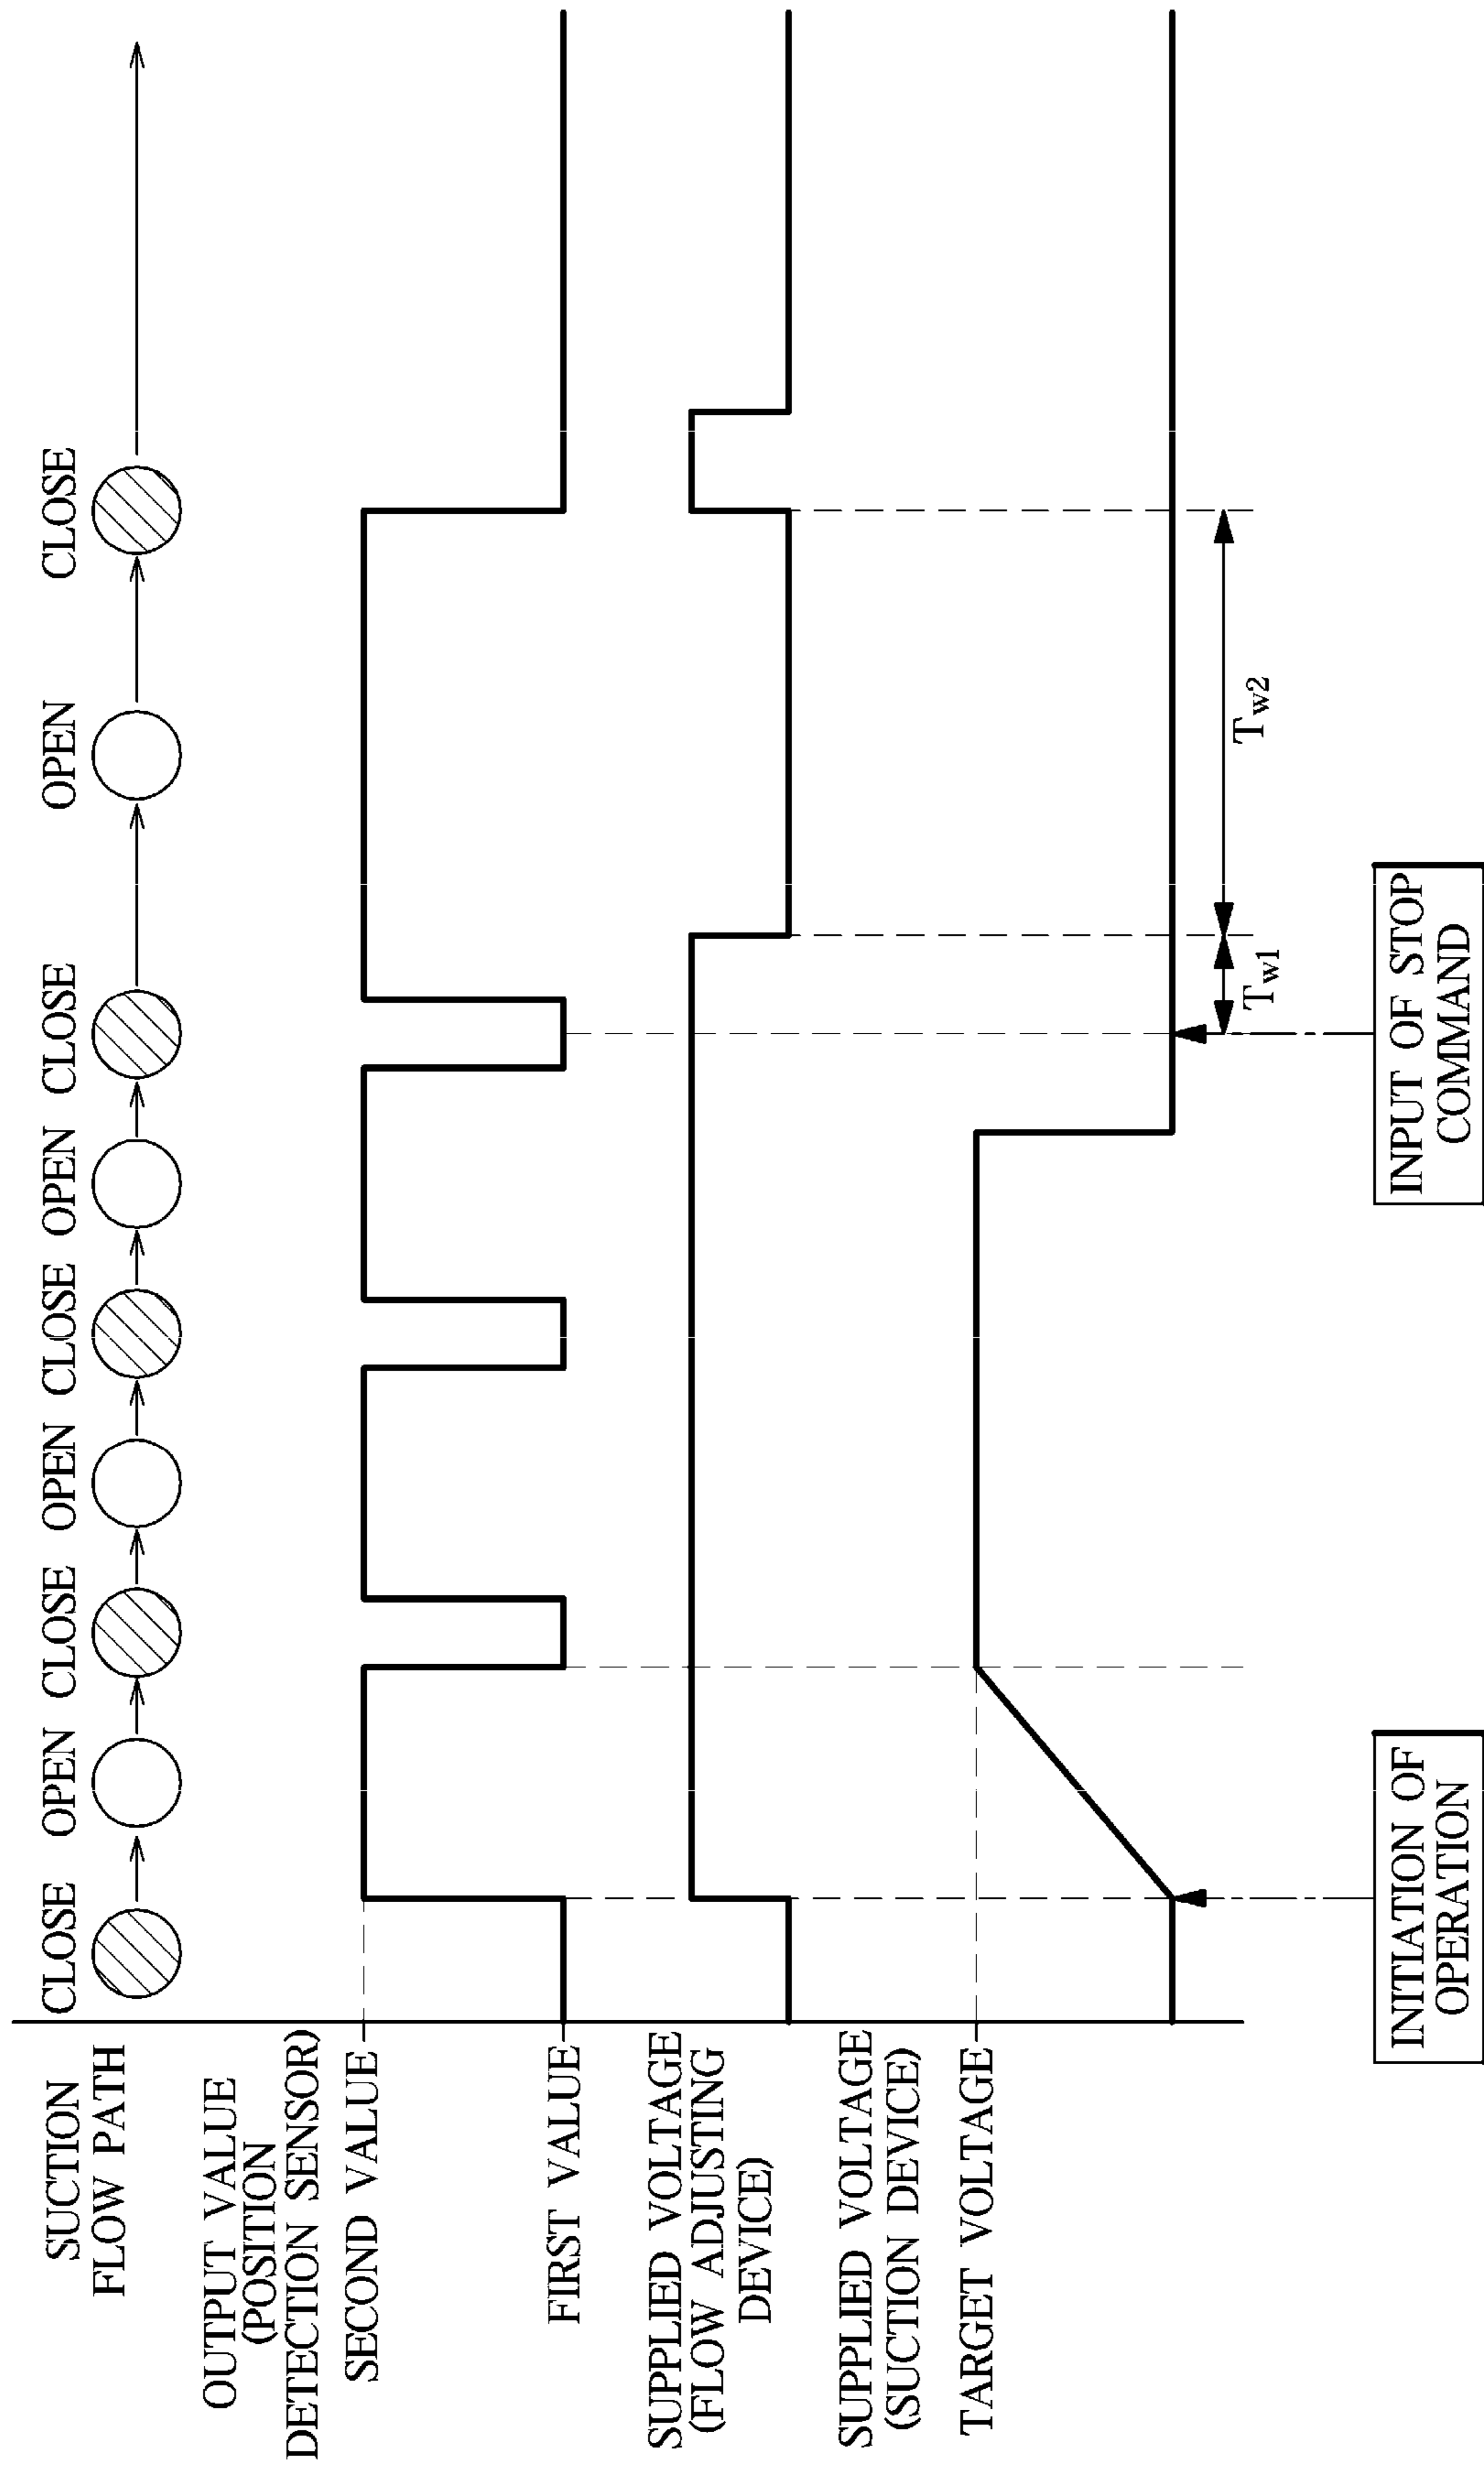 SUCTION
FLOW PATH
CLOSE OPEN CLOSE OPEN CLOSE OPEN CLOSE OPEN CLOSE
OUTPUT VALUE
(POSITION
DETECTION SENSOR)
SECOND VALUE
FIRST VALUE
SUPPLIED VOLTAGE
(FLOW ADJUSTING
DEVICE)
SUPPLIED VOLTAGE
(SUCTION DEVICE)
TARGET VOLTAGE
Tw1
Tw2
INITIATION OF
OPERATION
INPUT OF STOP
COMMAND